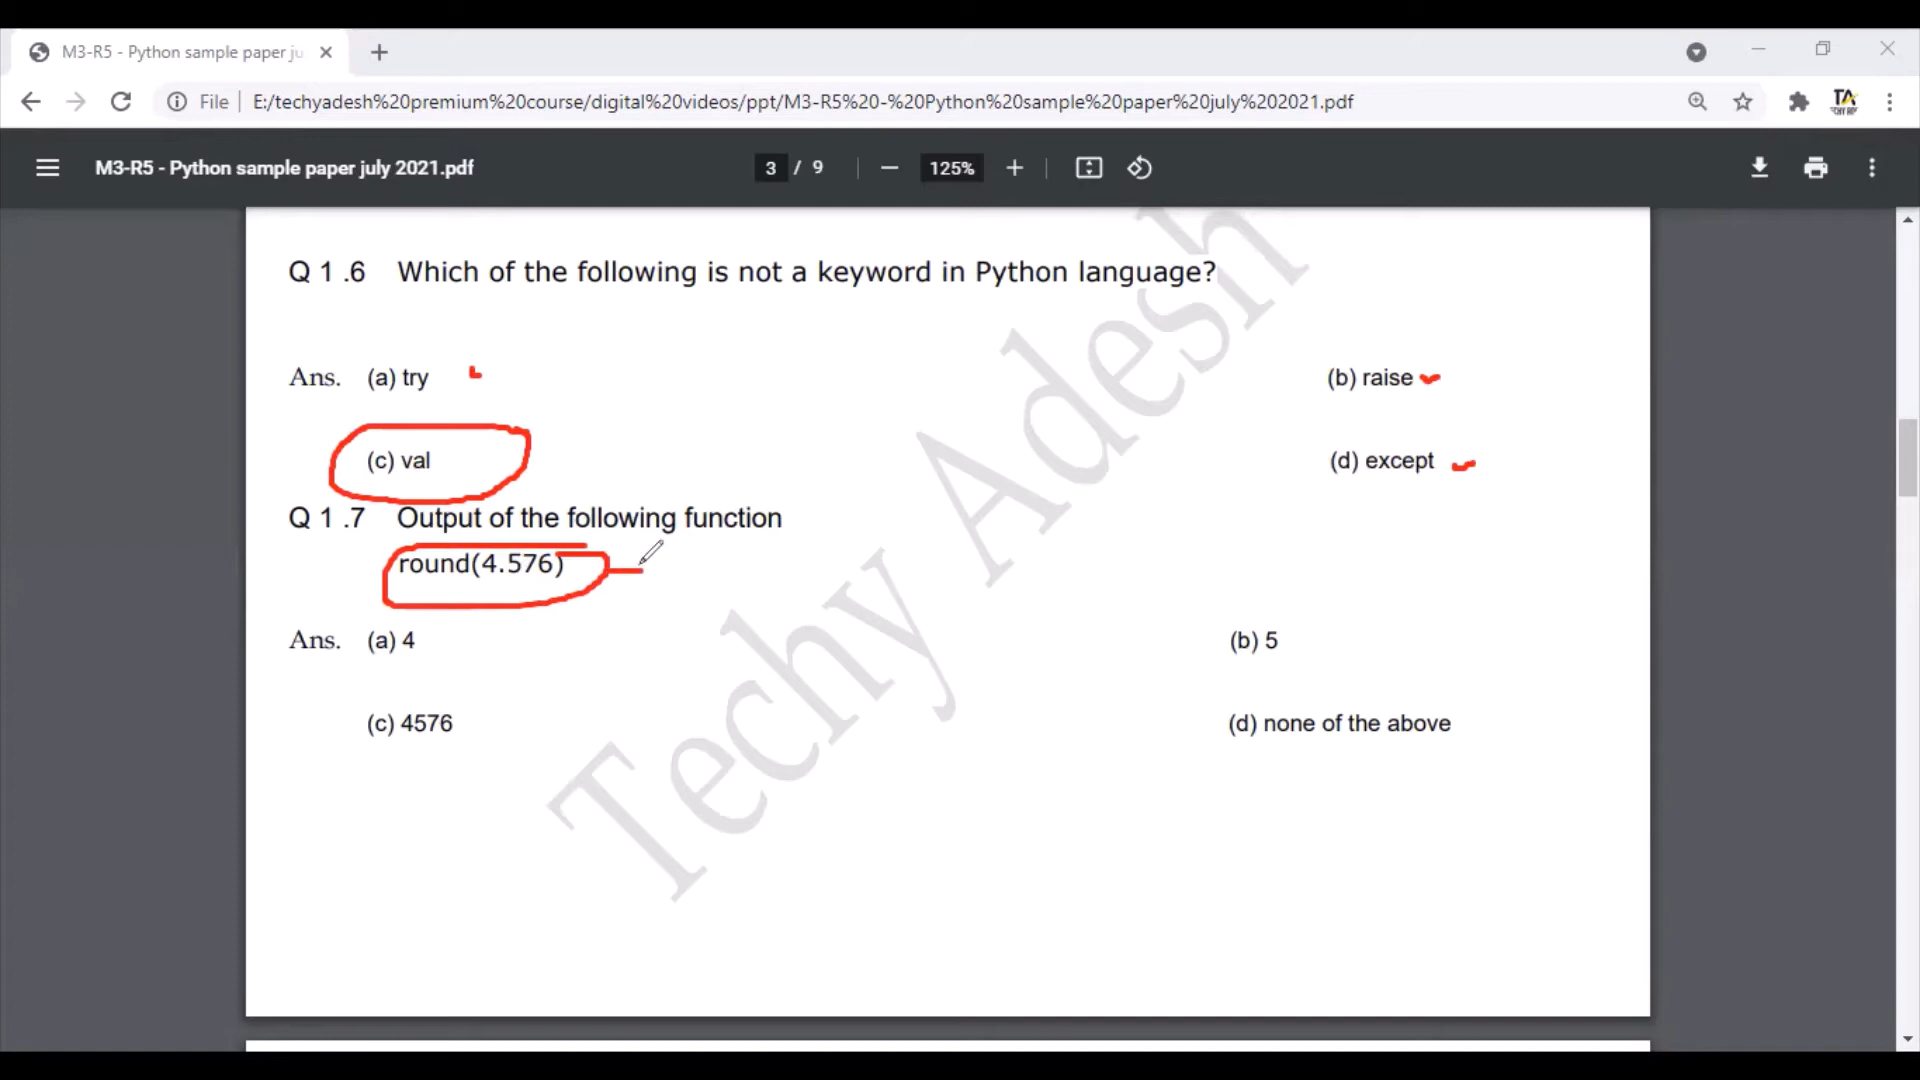 M3-R5 - Python sample paper ju
File
E:/techyadesh%20premium%20course/digital%20videos/ppt/M3-R5%20-%20Python%20sample%20paper%20july%202021.pdf
TA
M3-R5 - Python sample paper july 2021.pdf
3 / 9
125%
Q 1 .6 Which of the following is not a keyword in Python language?
Ans. (a) try (b) raise
(c) val (d) except
Q 1 .7 Output of the following function
round(4.576)
Ans. (a) 4 (b) 5
(c) 4576 (d) none of the above
Techy Adesh